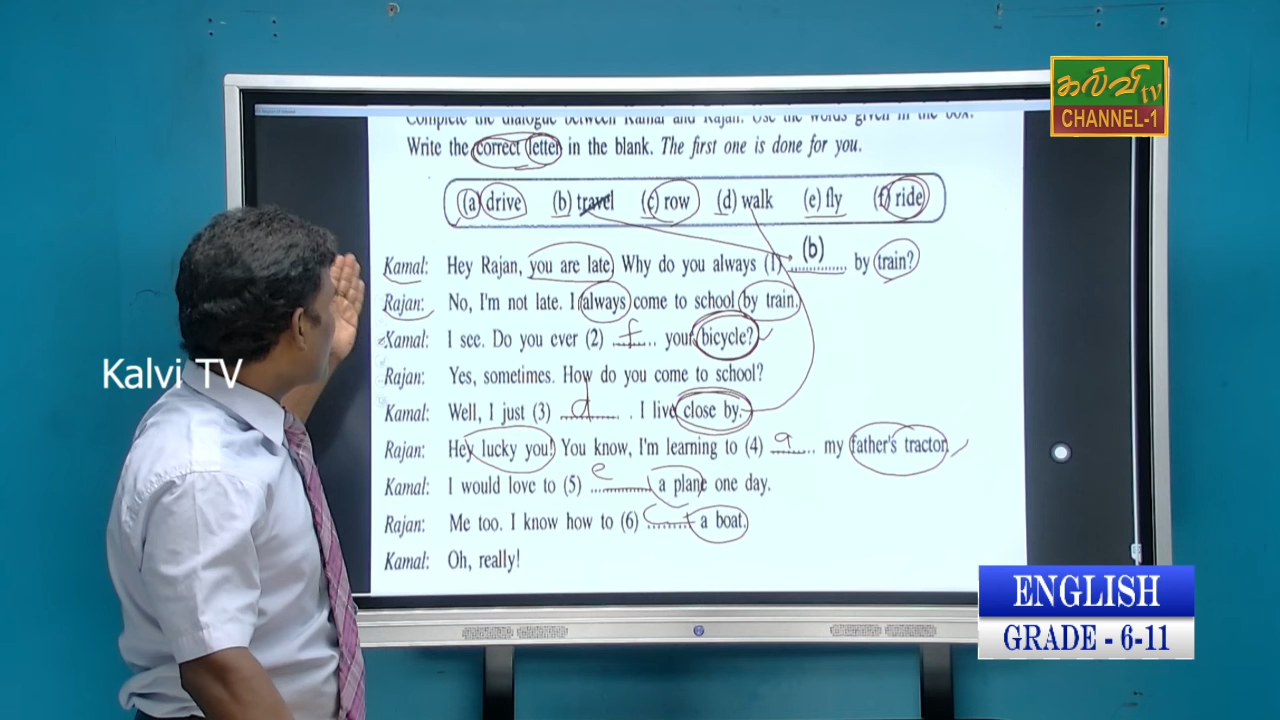 கல்வி tv
CHANNEL-1
Complete the dialogue between Kamal and Rajan. Use the words given in the box.
Write the correct letter in the blank. The first one is done for you.
(a) drive (b) travel (c) row (d) walk (e) fly (f) ride
Kamal: Hey Rajan, you are late. Why do you always (1) (b) by train?
Rajan: No, I'm not late. I always come to school by train.
Kamal: I see. Do you ever (2) f your bicycle?
Rajan: Yes, sometimes. How do you come to school?
Kamal: Well, I just (3) d . I live close by.
Rajan: Hey lucky you! You know, I'm learning to (4) a my father's tractor.
Kamal: I would love to (5) e a plane one day.
Rajan: Me too. I know how to (6) c a boat.
Kamal: Oh, really!
Kalvi TV
ENGLISH
GRADE - 6-11